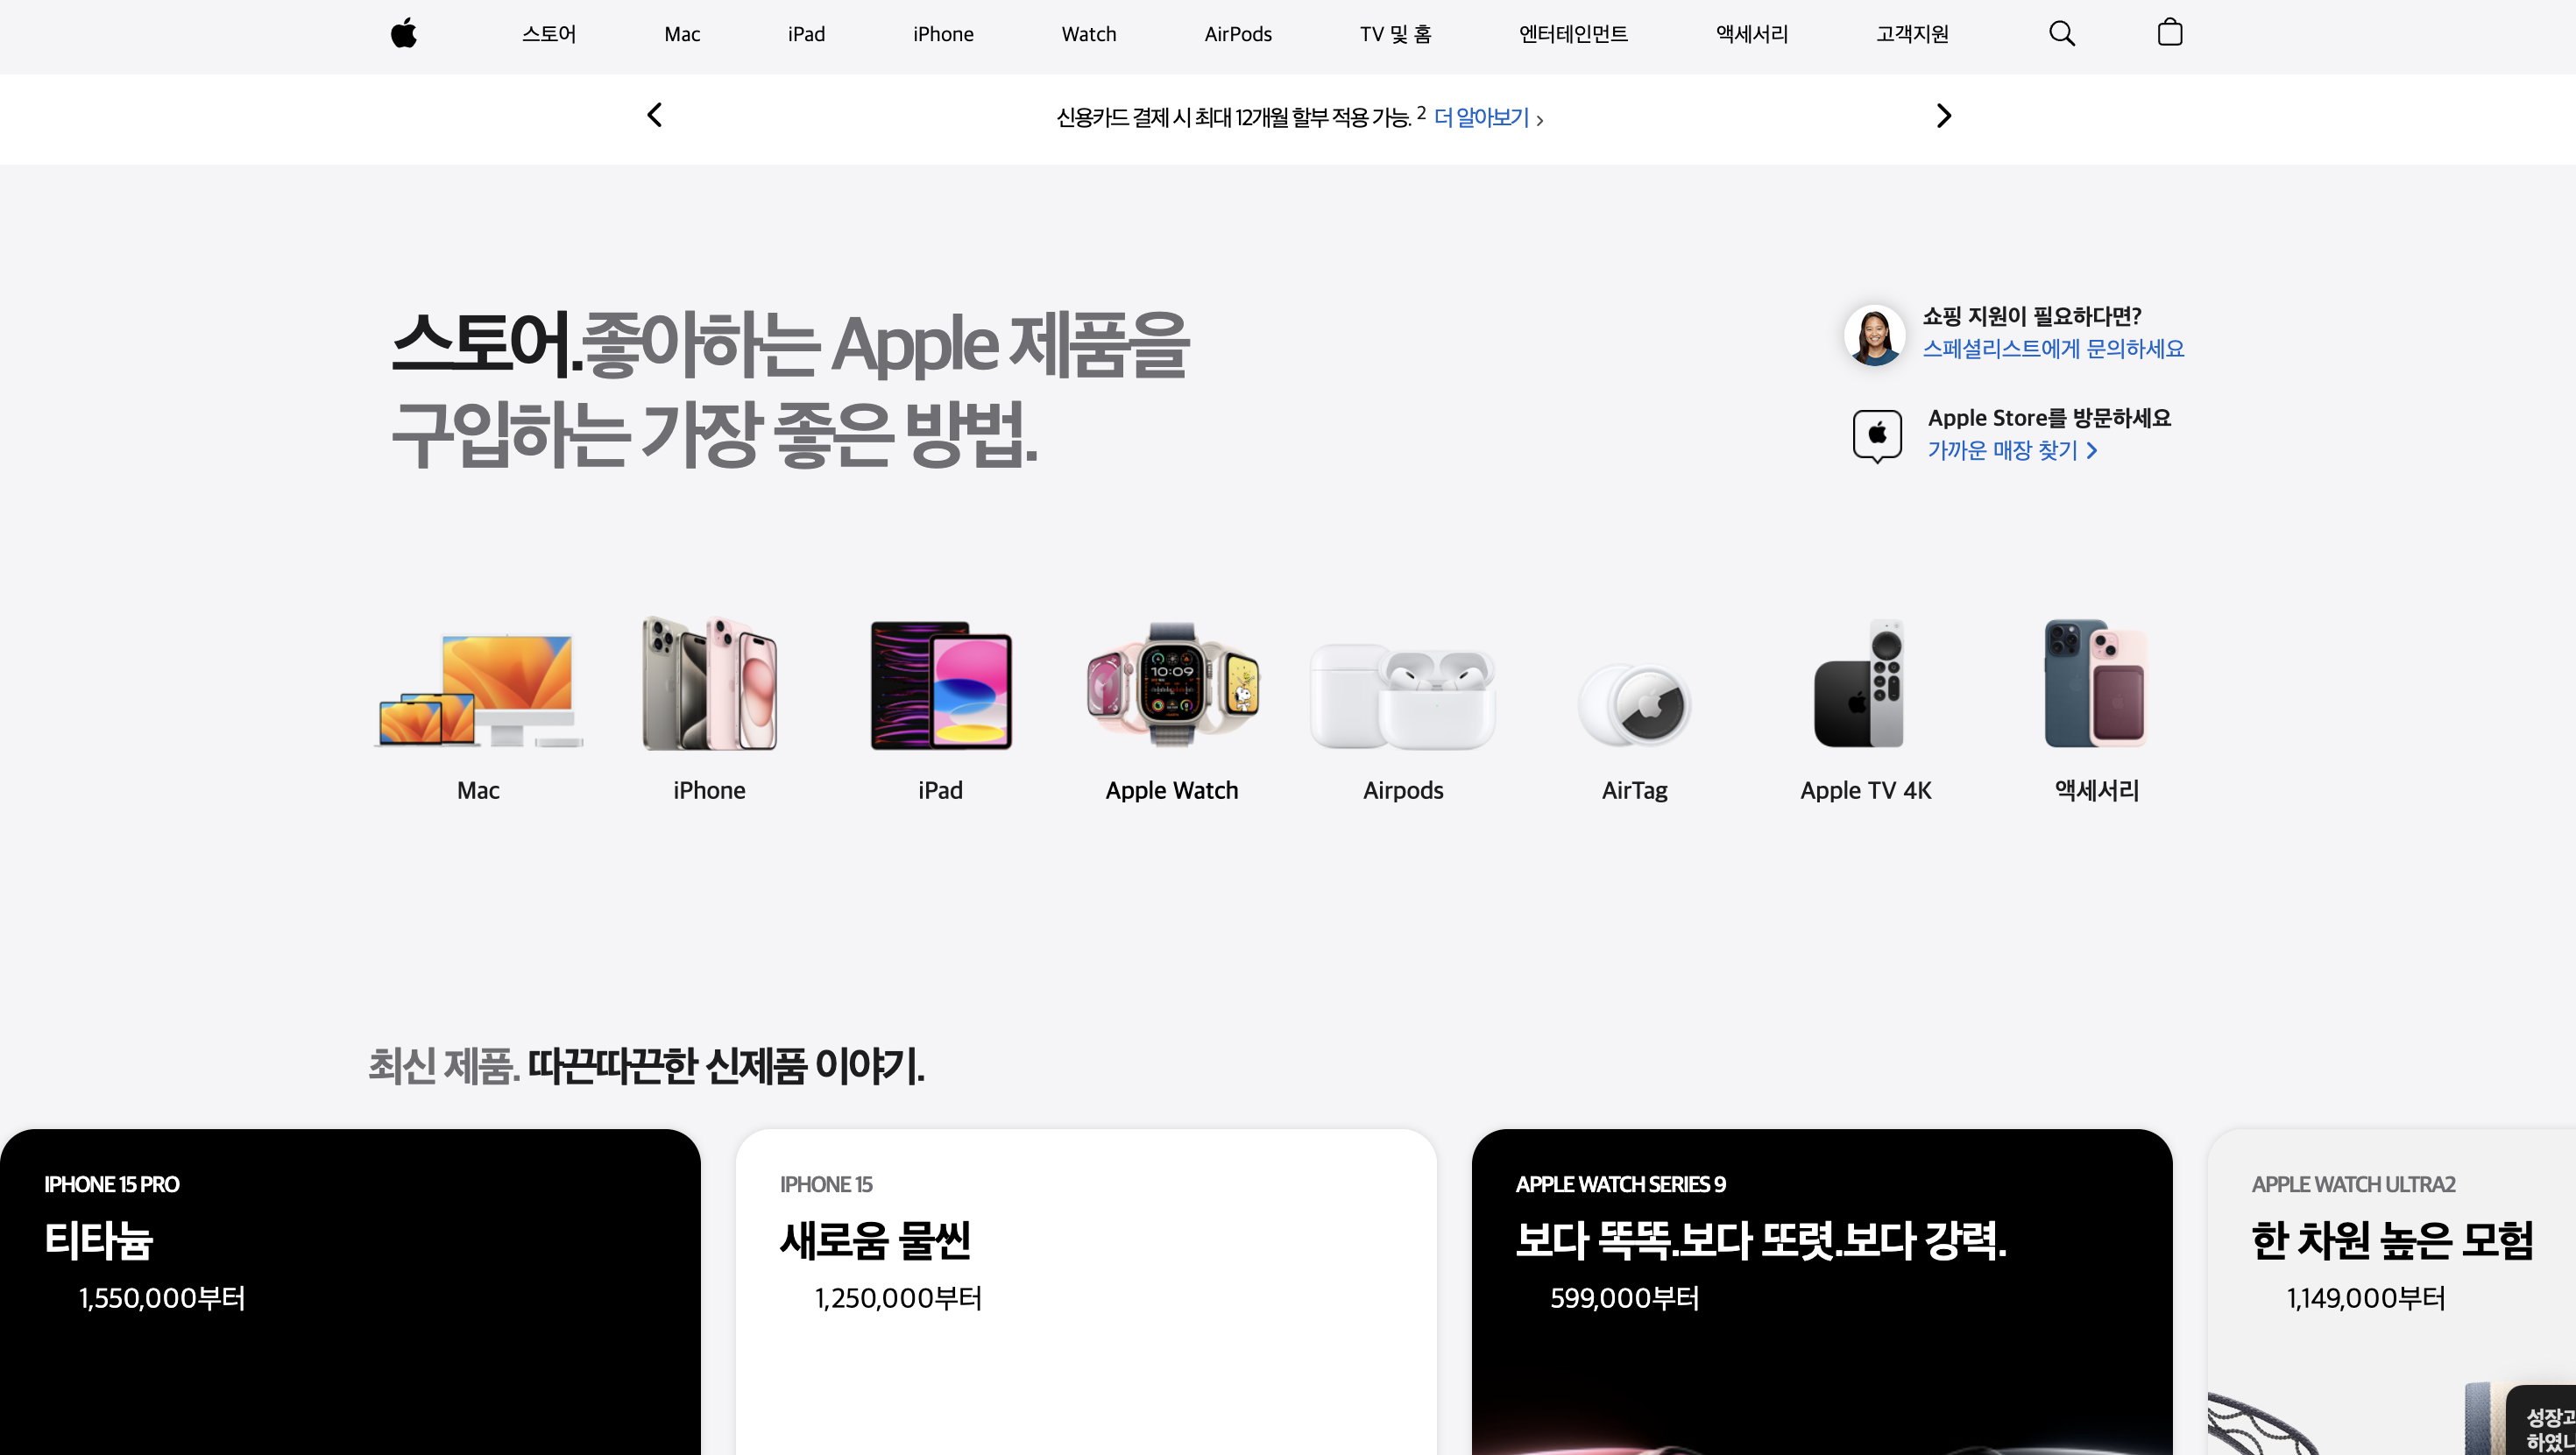 스토어 Mac iPad iPhone Watch AirPods TV 및 홈 엔터테인먼트 액세서리 고객지원
신용카드 결제 시 최대 12개월 할부 적용 가능. 2 더 알아보기 >
스토어.좋아하는 Apple 제품을
구입하는 가장 좋은 방법.
쇼핑 지원이 필요하다면?
스페셜리스트에게 문의하세요
Apple Store를 방문하세요
가까운 매장 찾기 >
10:09
Mac iPhone iPad Apple Watch Airpods AirTag Apple TV 4K 액세서리
최신 제품. 따끈따끈한 신제품 이야기.
IPHONE 15 PRO
티타늄
1,550,000부터
IPHONE 15
새로움 물씬
1,250,000부터
APPLE WATCH SERIES 9
보다 똑똑.보다 또렷.보다 강력.
599,000부터
APPLE WATCH ULTRA2
한 차원 높은 모험
1,149,000부터